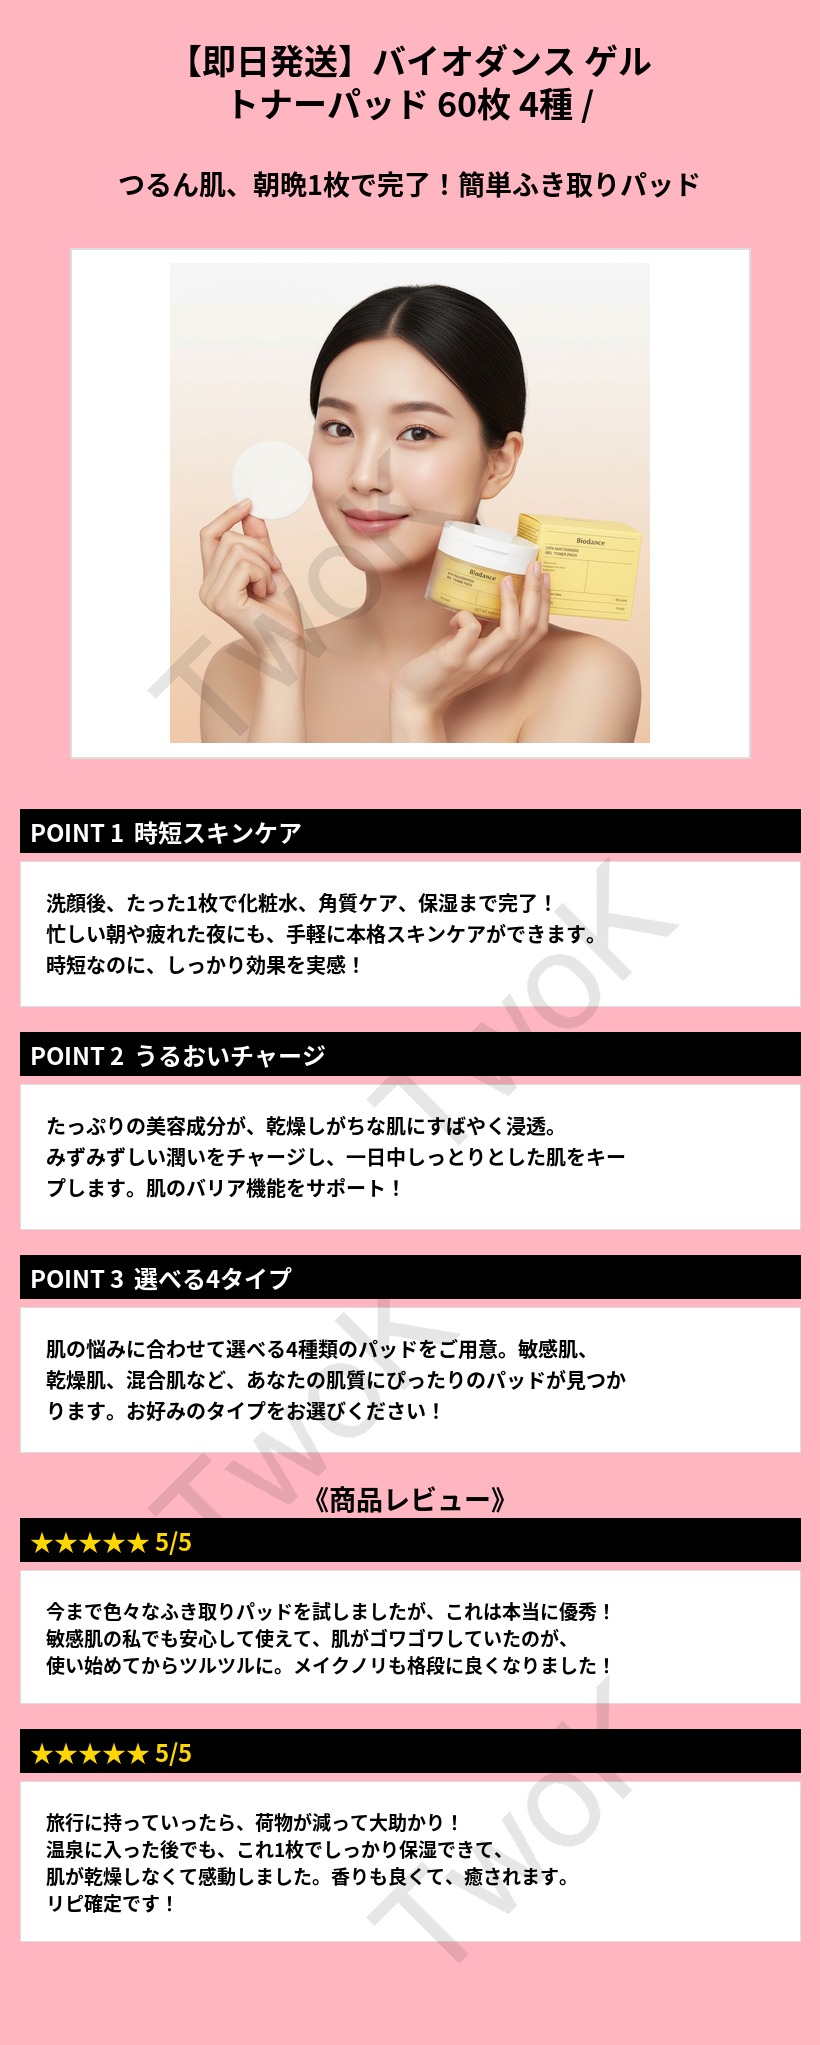 【即日発送】バイオダンス ゲル
トナーパッド 60枚 4種 /
つるん肌、朝晩1枚で完了！簡単ふき取りパッド
Biodance
VITA NIACINAMIDE
GEL TONER PADS
Biodance
VITA NIACINAMIDE
GEL TONER PADS
TwoK
POINT 1 時短スキンケア
洗顔後、たった1枚で化粧水、角質ケア、保湿まで完了！
忙しい朝や疲れた夜にも、手軽に本格スキンケアができます。
時短なのに、しっかり効果を実感！
TwoK
POINT 2 うるおいチャージ
たっぷりの美容成分が、乾燥しがちな肌にすばやく浸透。
みずみずしい潤いをチャージし、一日中しっとりとした肌をキー
プします。肌のバリア機能をサポート！
POINT 3 選べる4タイプ
肌の悩みに合わせて選べる4種類のパッドをご用意。敏感肌、
乾燥肌、混合肌など、あなたの肌質にぴったりのパッドが見つか
ります。お好みのタイプをお選びください！
TwoK
《商品レビュー》
★★★★★ 5/5
今まで色々なふき取りパッドを試しましたが、これは本当に優秀！
敏感肌の私でも安心して使えて、肌がゴワゴワしていたのが、
使い始めてからツルツルに。メイクノリも格段に良くなりました！
★★★★★ 5/5
旅行に持っていったら、荷物が減って大助かり！
温泉に入った後でも、これ1枚でしっかり保湿できて、
肌が乾燥しなくて感動しました。香りも良くて、癒されます。
リピ確定です！
TwoK